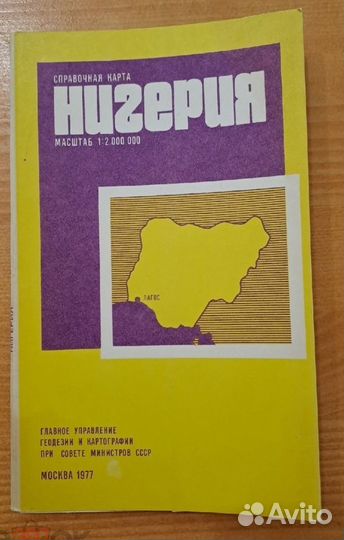 СПРАВОЧНАЯ КАРТА
НИГЕРИЯ
МАСШТАБ 1:2.000 000
ЛАГОС
ГЛАВНОЕ УПРАВЛЕНИЕ
ГЕОДЕЗИИ И КАРТОГРАФИИ
ПРИ СОВЕТЕ МИНИСТРОВ СССР
МОСКВА 1977
Avito